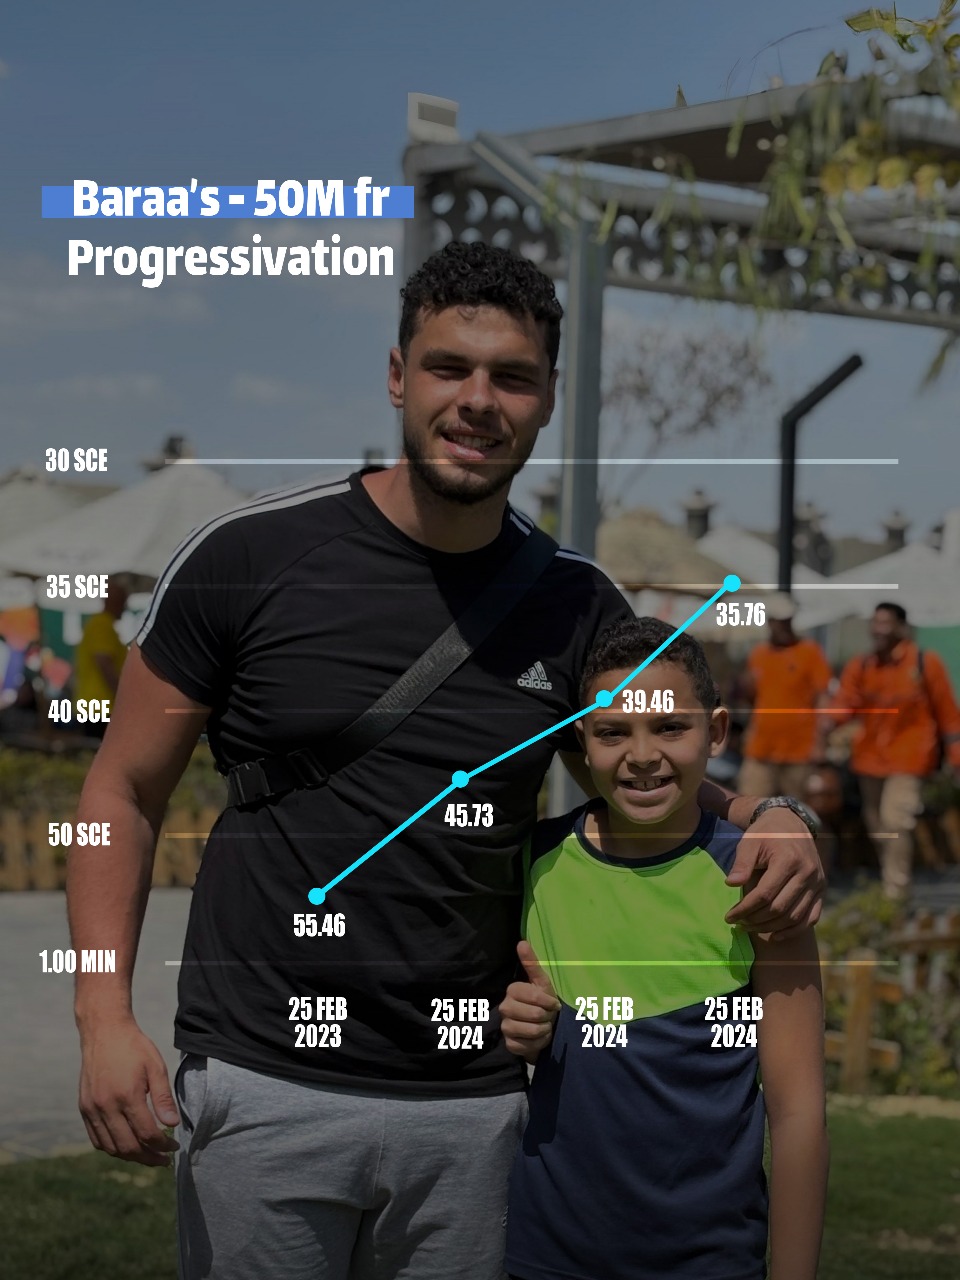 Baraa's - 50M fr
Progressivation
30 SCE
35 SCE
35.76
40 SCE
39.46
adidas
45.73
50 SCE
55.46
1.00 MIN
25 FEB
2023
25 FEB
2024
25 FEB
2024
25 FEB
2024